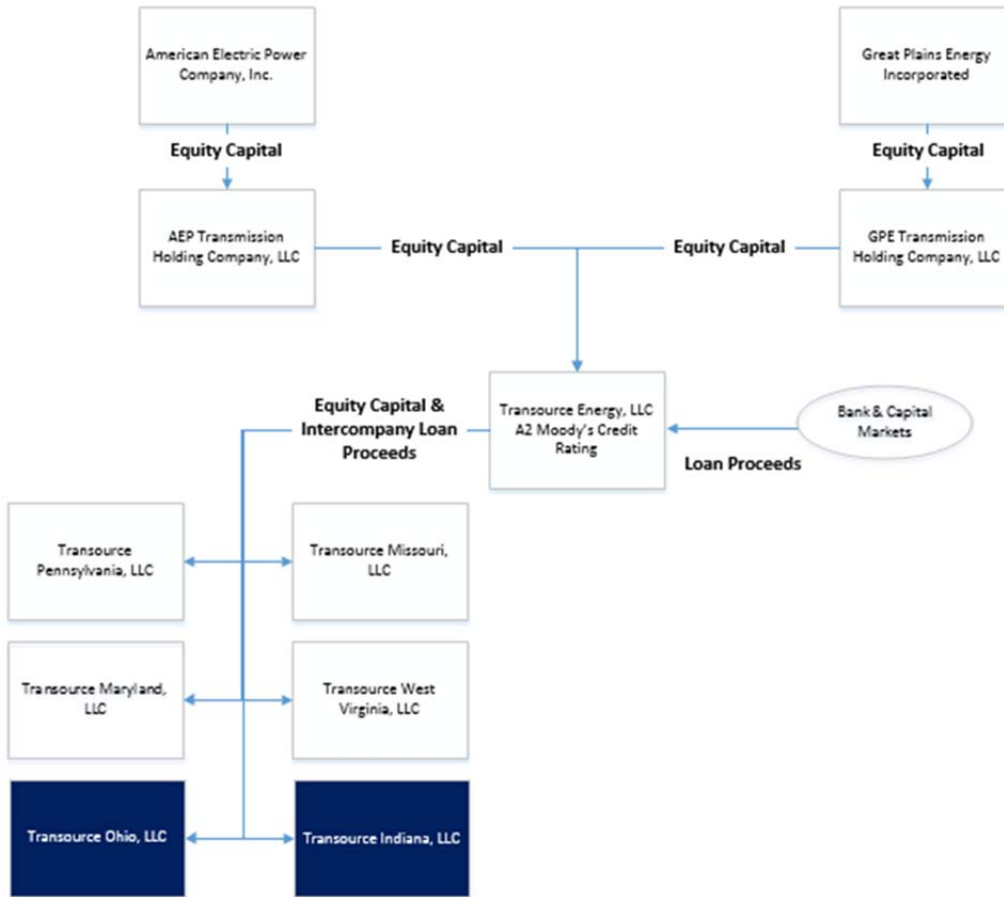 American Electric Power
Company, Inc.
Great Plains Energy
Incorporated
Equity Capital
Equity Capital
AEP Transmission
Holding Company, LLC
Equity Capital
Equity Capital
GPE Transmission
Holding Company, LLC
Equity Capital &
Intercompany Loan
Proceeds
Transource Energy, LLC
A2 Moody's Credit
Rating
Bank & Capital
Markets
Loan Proceeds
Transource
Pennsylvania, LLC
Transource Missouri,
LLC
Transource Maryland,
LLC
Transource West
Virginia, LLC
Transource Ohio, LLC
Transource Indiana, LLC